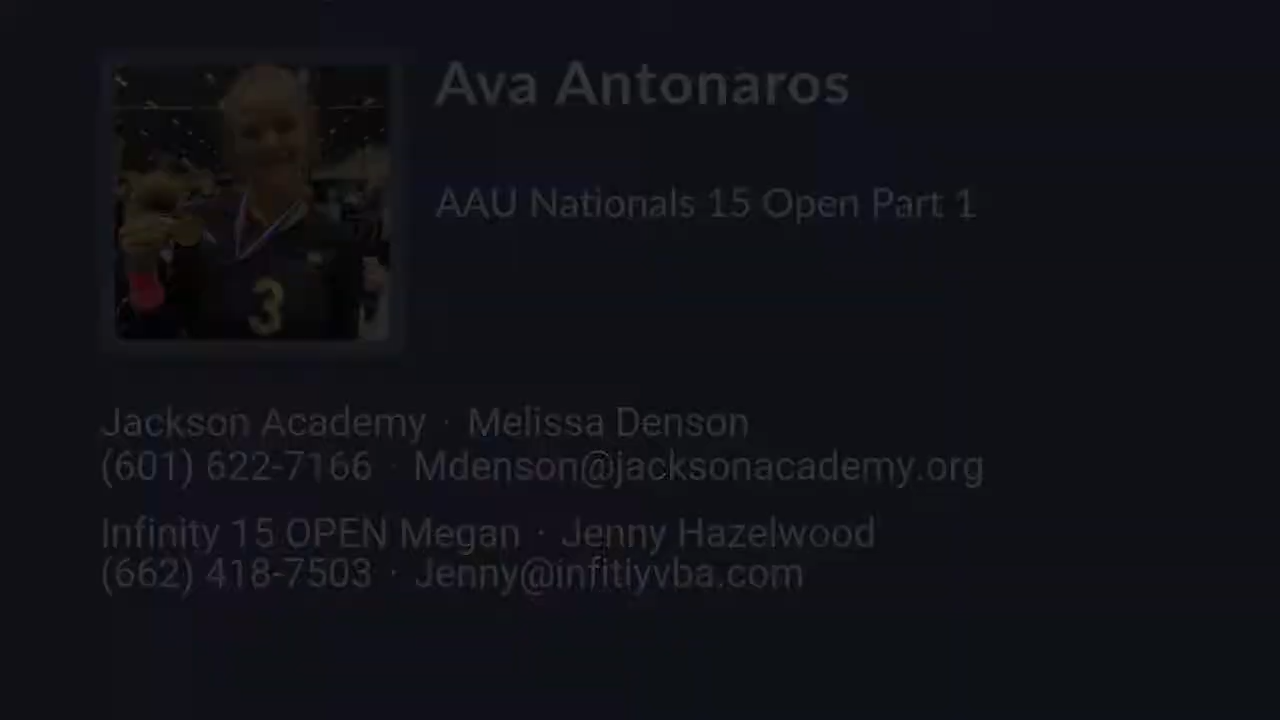 Ava Antonaros
AAU Nationals 15 Open Part 1
3
Jackson Academy · Melissa Denson
(601) 622-7166 · Mdenson@jacksonacademy.org
Infinity 15 OPEN Megan · Jenny Hazelwood
(662) 418-7503 · Jenny@infitiyvba.com